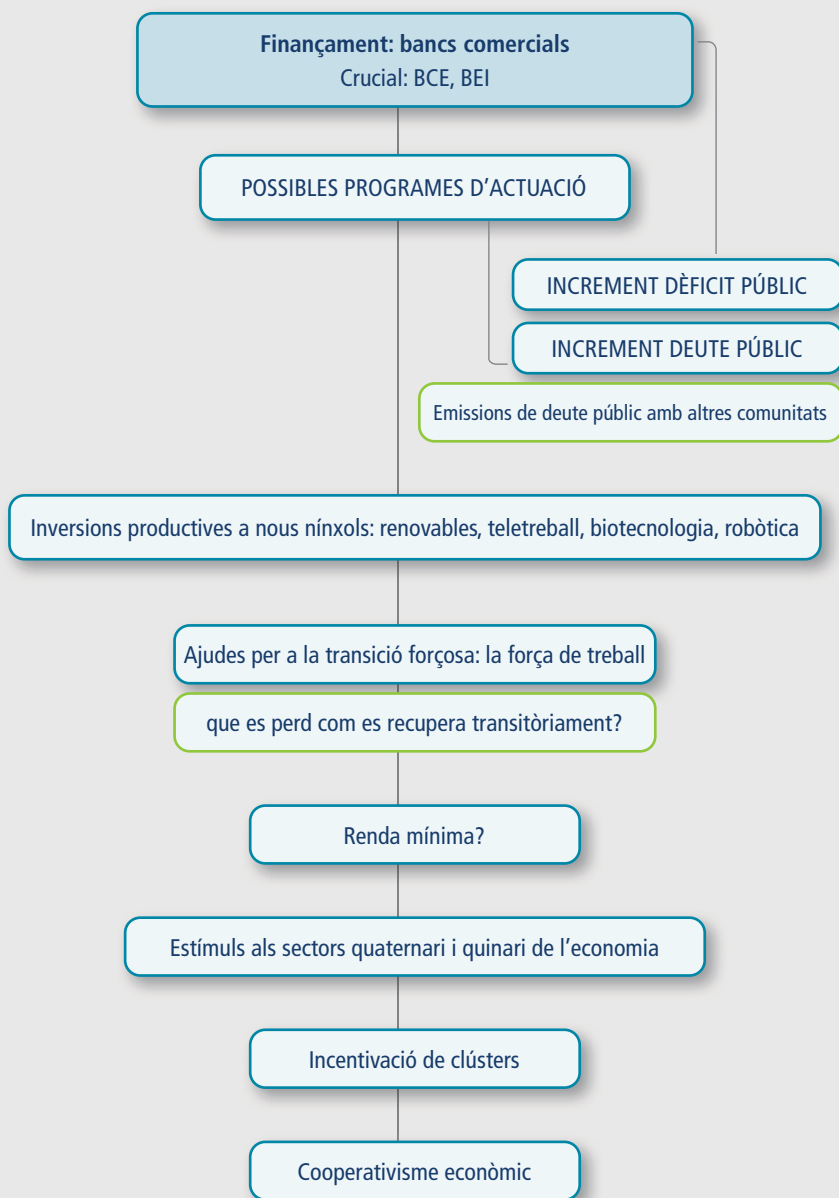 Finançament: bancs comercials
Crucial: BCE, BEI
POSSIBLES PROGRAMES D’ACTUACIÓ
INCREMENT DÈFICIT PÚBLIC
INCREMENT DEUTE PÚBLIC
Emissions de deute públic amb altres comunitats
Inversions productives a nous nínxols: renovables, teletreball, biotecnologia, robòtica
Ajudes per a la transició forçosa: la força de treball
que es perd com es recupera transitòriament?
Renda mínima?
Estímuls als sectors quaternari i quinari de l’economia
Incentivació de clústers
Cooperativisme econòmic